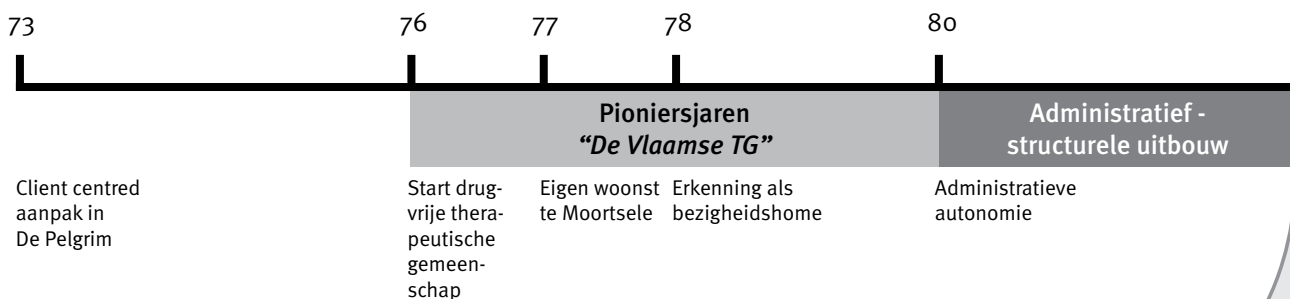 73
76
77
78
80
Pioniersjaren
“De Vlaamse TG”
Administratief -
structurele uitbouw
Client centred
aanpak in
De Pelgrim
Start drug-
vrije thera-
peutische
gemeen-
schap
Eigen woonst
te Moortsele
Erkenning als
bezigheidshome
Administratieve
autonomie